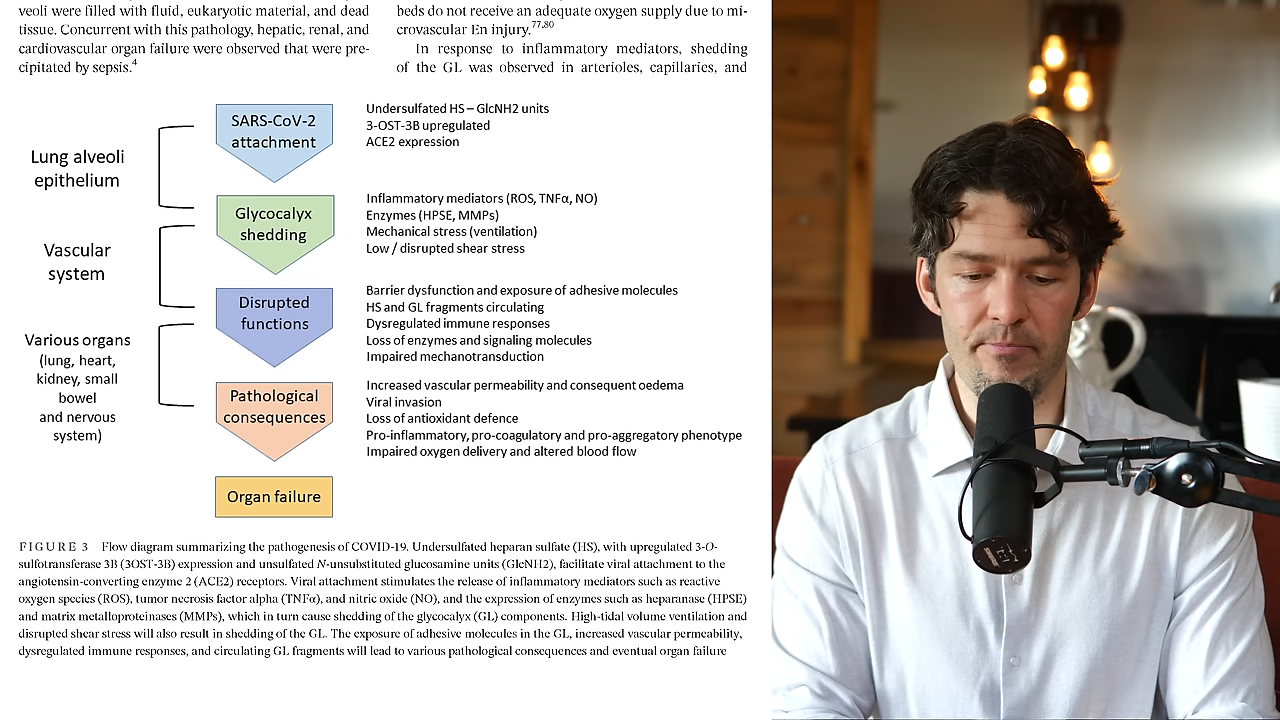 veoli were filled with fluid, eukaryotic material, and dead
tissue. Concurrent with this pathology, hepatic, renal, and
cardiovascular organ failure were observed that were pre-
cipitated by sepsis.4
beds do not receive an adequate oxygen supply due to mi-
crovascular En injury.77,80
In response to inflammatory mediators, shedding
of the GL was observed in arterioles, capillaries, and
Lung alveoli
epithelium
SARS-CoV-2
attachment
Undersulfated HS – GlcNH2 units
3-OST-3B upregulated
ACE2 expression
Vascular
system
Glycocalyx
shedding
Inflammatory mediators (ROS, TNFα, NO)
Enzymes (HPSE, MMPs)
Mechanical stress (ventilation)
Low / disrupted shear stress
Disrupted
functions
Barrier dysfunction and exposure of adhesive molecules
HS and GL fragments circulating
Dysregulated immune responses
Loss of enzymes and signaling molecules
Impaired mechanotransduction
Various organs
(lung, heart,
kidney, small
bowel
and nervous
system)
Pathological
consequences
Increased vascular permeability and consequent oedema
Viral invasion
Loss of antioxidant defence
Pro-inflammatory, pro-coagulatory and pro-aggregatory phenotype
Impaired oxygen delivery and altered blood flow
Organ failure
FIGURE 3 Flow diagram summarizing the pathogenesis of COVID-19. Undersulfated heparan sulfate (HS), with upregulated 3-O-
sulfotransferase 3B (3OST-3B) expression and unsulfated N-unsubstituted glucosamine units (GlcNH2), facilitate viral attachment to the
angiotensin-converting enzyme 2 (ACE2) receptors. Viral attachment stimulates the release of inflammatory mediators such as reactive
oxygen species (ROS), tumor necrosis factor alpha (TNFα), and nitric oxide (NO), and the expression of enzymes such as heparanase (HPSE)
and matrix metalloproteinases (MMPs), which in turn cause shedding of the glycocalyx (GL) components. High-tidal volume ventilation and
disrupted shear stress will also result in shedding of the GL. The exposure of adhesive molecules in the GL, increased vascular permeability,
dysregulated immune responses, and circulating GL fragments will lead to various pathological consequences and eventual organ failure